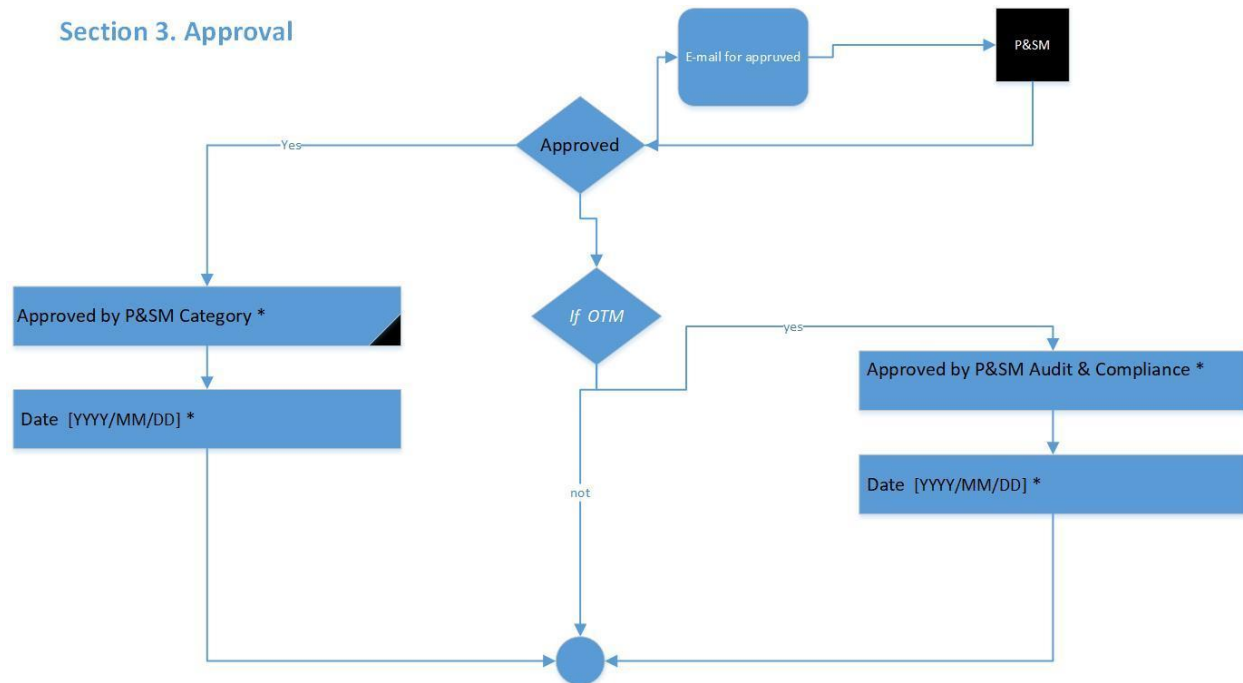 Section 3. Approval
E-mail for appruved
P&SM
Approved
Yes
If OTM
Approved by P&SM Category *
yes
Approved by P&SM Audit & Compliance *
Date [YYYY/MM/DD] *
Date [YYYY/MM/DD] *
not